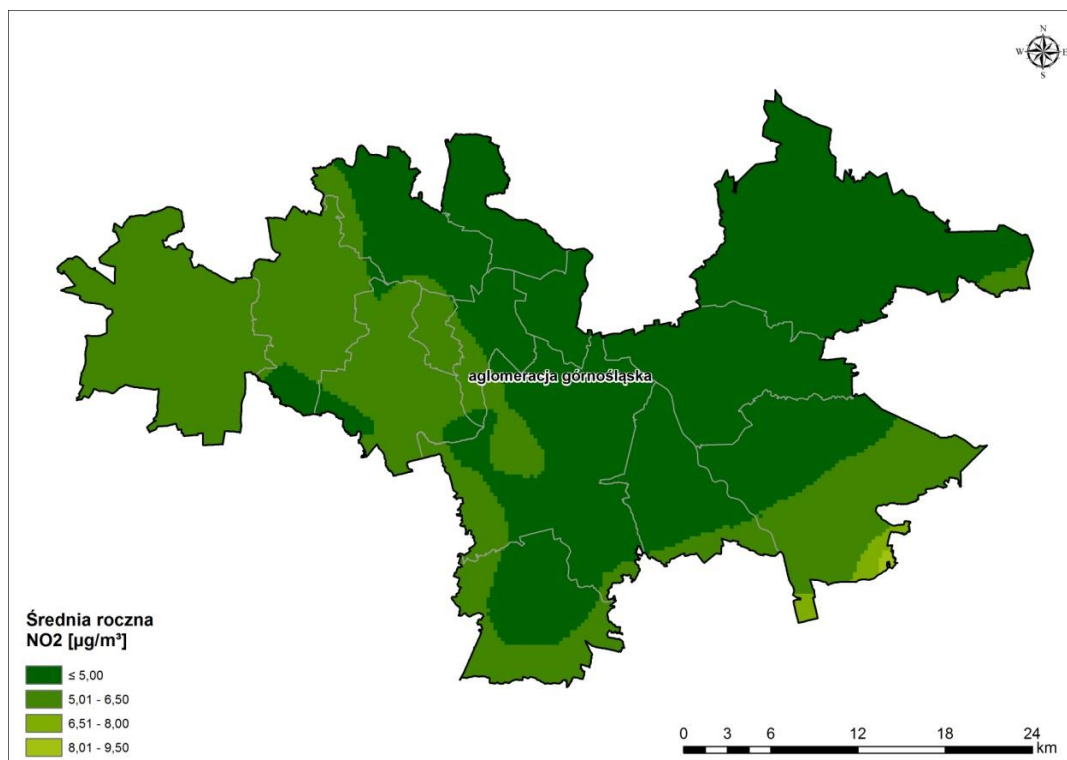 N
W E
S
aglomeracja górnośląska
Średnia roczna
NO2 [µg/m³]
≤ 5,00
5,01 - 6,50
6,51 - 8,00
8,01 - 9,50
0 3 6 12 18 24
km